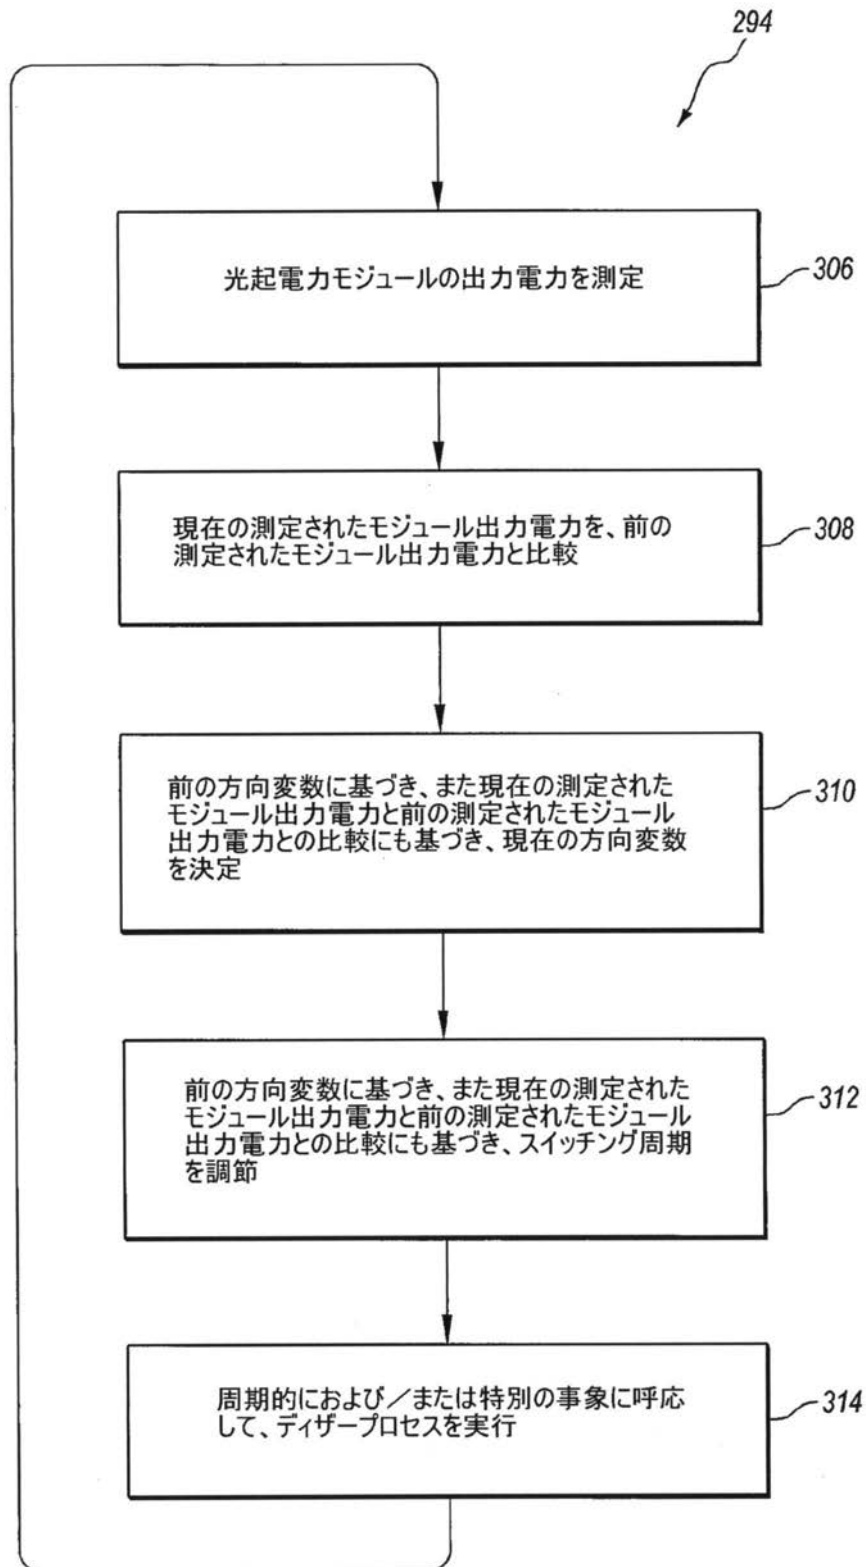 294
光起電力モジュールの出力電力を測定
306
現在の測定されたモジュール出力電力を、前の
測定されたモジュール出力電力と比較
308
前の方向変数に基づき、また現在の測定された
モジュール出力電力と前の測定されたモジュール
出力電力との比較にも基づき、現在の方向変数
を決定
310
前の方向変数に基づき、また現在の測定された
モジュール出力電力と前の測定されたモジュール
出力電力との比較にも基づき、スイッチング周期
を調節
312
周期的におよび／または特別の事象に呼応
して、ディザープロセスを実行
314